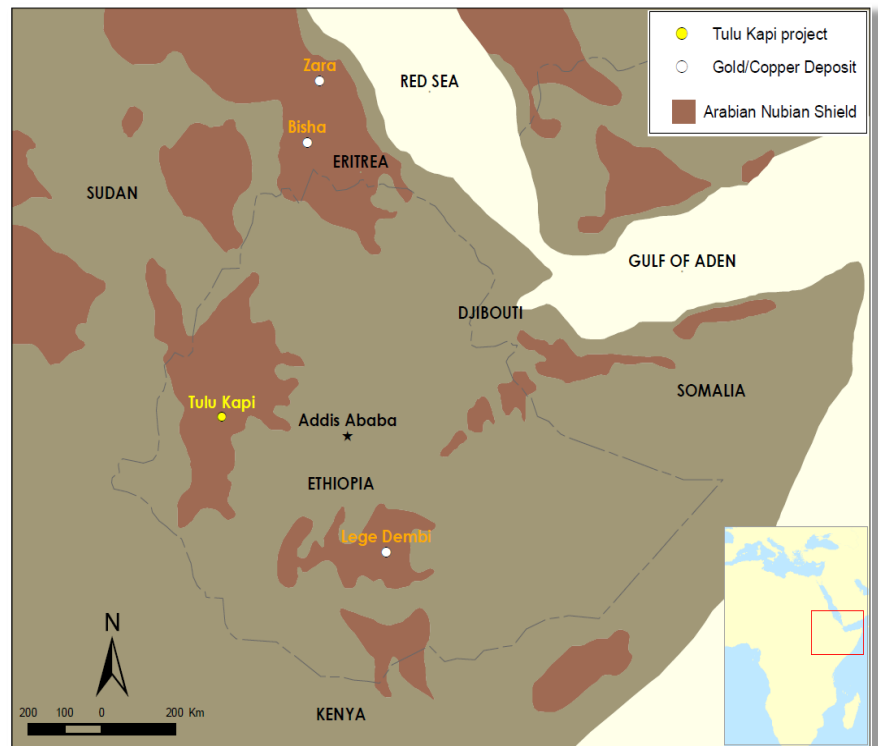 Tulu Kapi project
Gold/Copper Deposit
Arabian Nubian Shield
Zara
RED SEA
Bisha
ERITREA
SUDAN
GULF OF ADEN
DJIBOUTI
SOMALIA
Tulu Kapi
Addis Ababa
ETHIOPIA
Lege Dembi
N
KENYA
200 100 0 200 Km